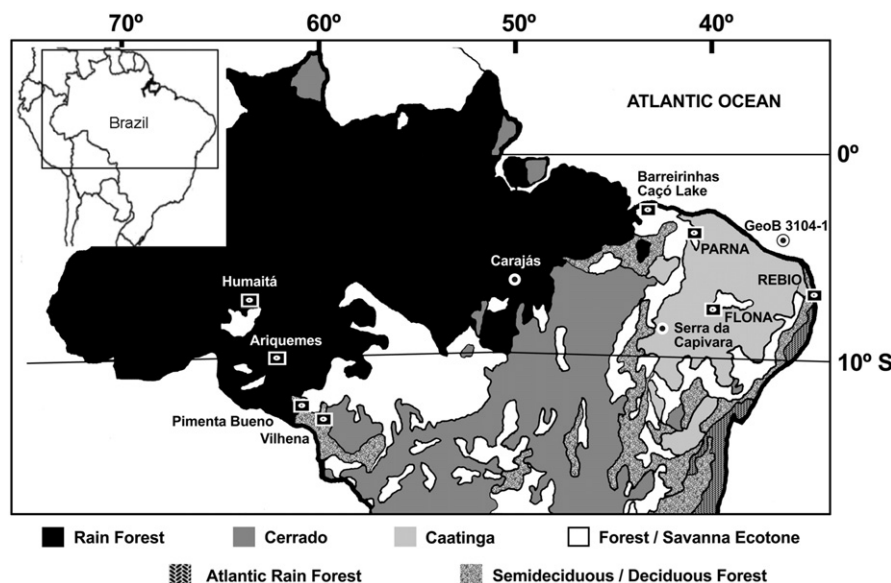 70º 60º 50º 40º
Brazil
ATLANTIC OCEAN
0º
Barreirinhas
Caçó Lake
GeoB 3104-1
PARNA
Carajás
Humaitá
REBIO
FLONA
Serra da
Capivara
Ariquemes
10º S
Pimenta Bueno
Vilhena
Rain Forest Cerrado Caatinga Forest / Savanna Ecotone
Atlantic Rain Forest Semideciduous / Deciduous Forest